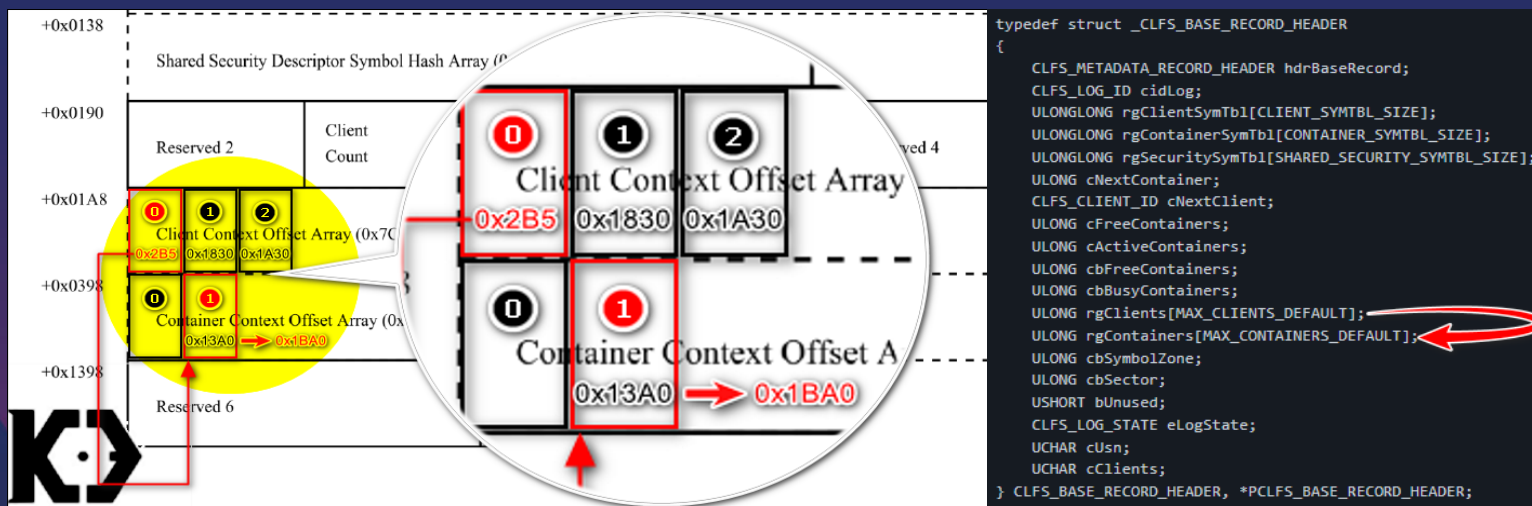 +0x0138
Shared Security Descriptor Symbol Hash Array
+0x0190
Reserved 2
Client
Count
ved 4
+0x01A8
0
1
2
Client Context Offset Array (0x7C
0x2B5
0x1830
0x1A30
+0x0398
0
1
Container Context Offset Array (0x
0x13A0
0x1BA0
+0x1398
Reserved 6
0
1
2
Client Context Offset Array
0x2B5
0x1830
0x1A30
0
1
Container Context Offset A
0x13A0
0x1BA0
typedef struct _CLFS_BASE_RECORD_HEADER
{
CLFS_METADATA_RECORD_HEADER hdrBaseRecord;
CLFS_LOG_ID cidLog;
ULONGLONG rgClientSymTbl[CLIENT_SYMTBL_SIZE];
ULONGLONG rgContainerSymTbl[CONTAINER_SYMTBL_SIZE];
ULONGLONG rgSecuritySymTbl[SHARED_SECURITY_SYMTBL_SIZE];
ULONG cNextContainer;
CLFS_CLIENT_ID cNextClient;
ULONG cFreeContainers;
ULONG cActiveContainers;
ULONG cbFreeContainers;
ULONG cbBusyContainers;
ULONG rgClients[MAX_CLIENTS_DEFAULT];
ULONG rgContainers[MAX_CONTAINERS_DEFAULT];
ULONG cbSymbolZone;
ULONG cbSector;
USHORT bUnused;
CLFS_LOG_STATE eLogState;
UCHAR cUsn;
UCHAR cClients;
} CLFS_BASE_RECORD_HEADER, *PCLFS_BASE_RECORD_HEADER;